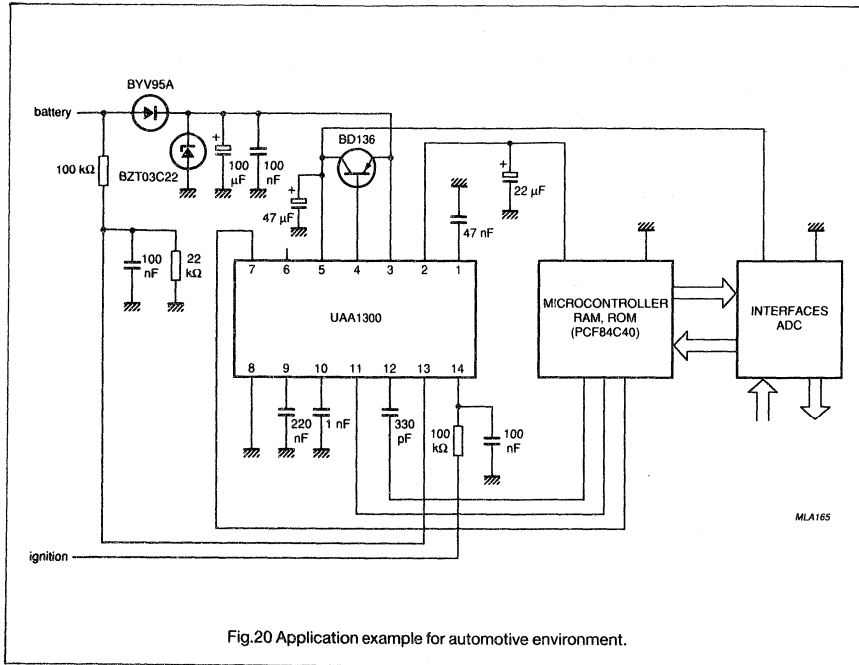 BYV95A
battery
BD136
100 kΩ
BZT03C22
+
100
μF
100
nF
+
47 μF
+
22 μF
47 nF
100
nF
22
kΩ
7 6 5 4 3 2 1
UAA1300
8 9 10 11 12 13 14
MICROCONTROLLER
RAM, ROM
(PCF84C40)
INTERFACES
ADC
220
nF
1 nF
330
pF
100
kΩ
100
nF
MLA165
ignition
Fig.20 Application example for automotive environment.